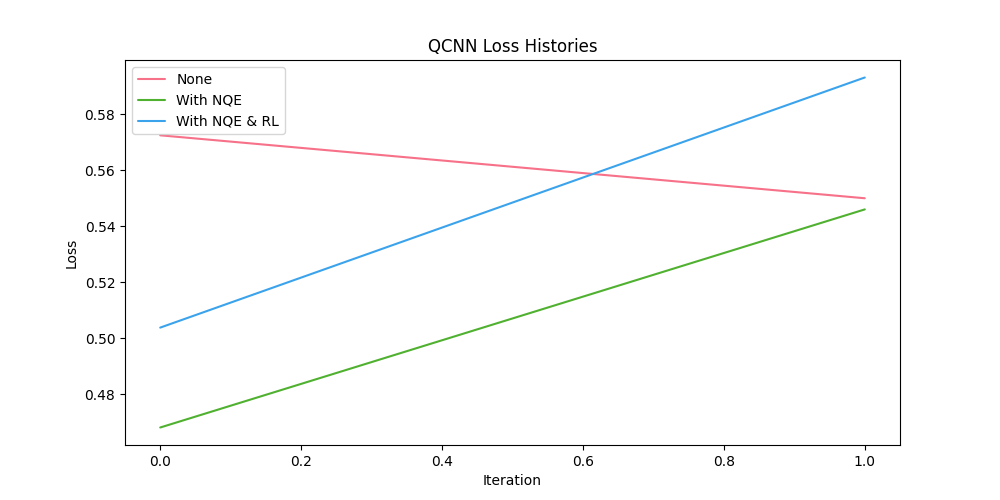 QCNN Loss Histories
None
With NQE
With NQE & RL
0.58
0.56
0.54
0.52
0.50
0.48
Loss
0.0 0.2 0.4 0.6 0.8 1.0
Iteration